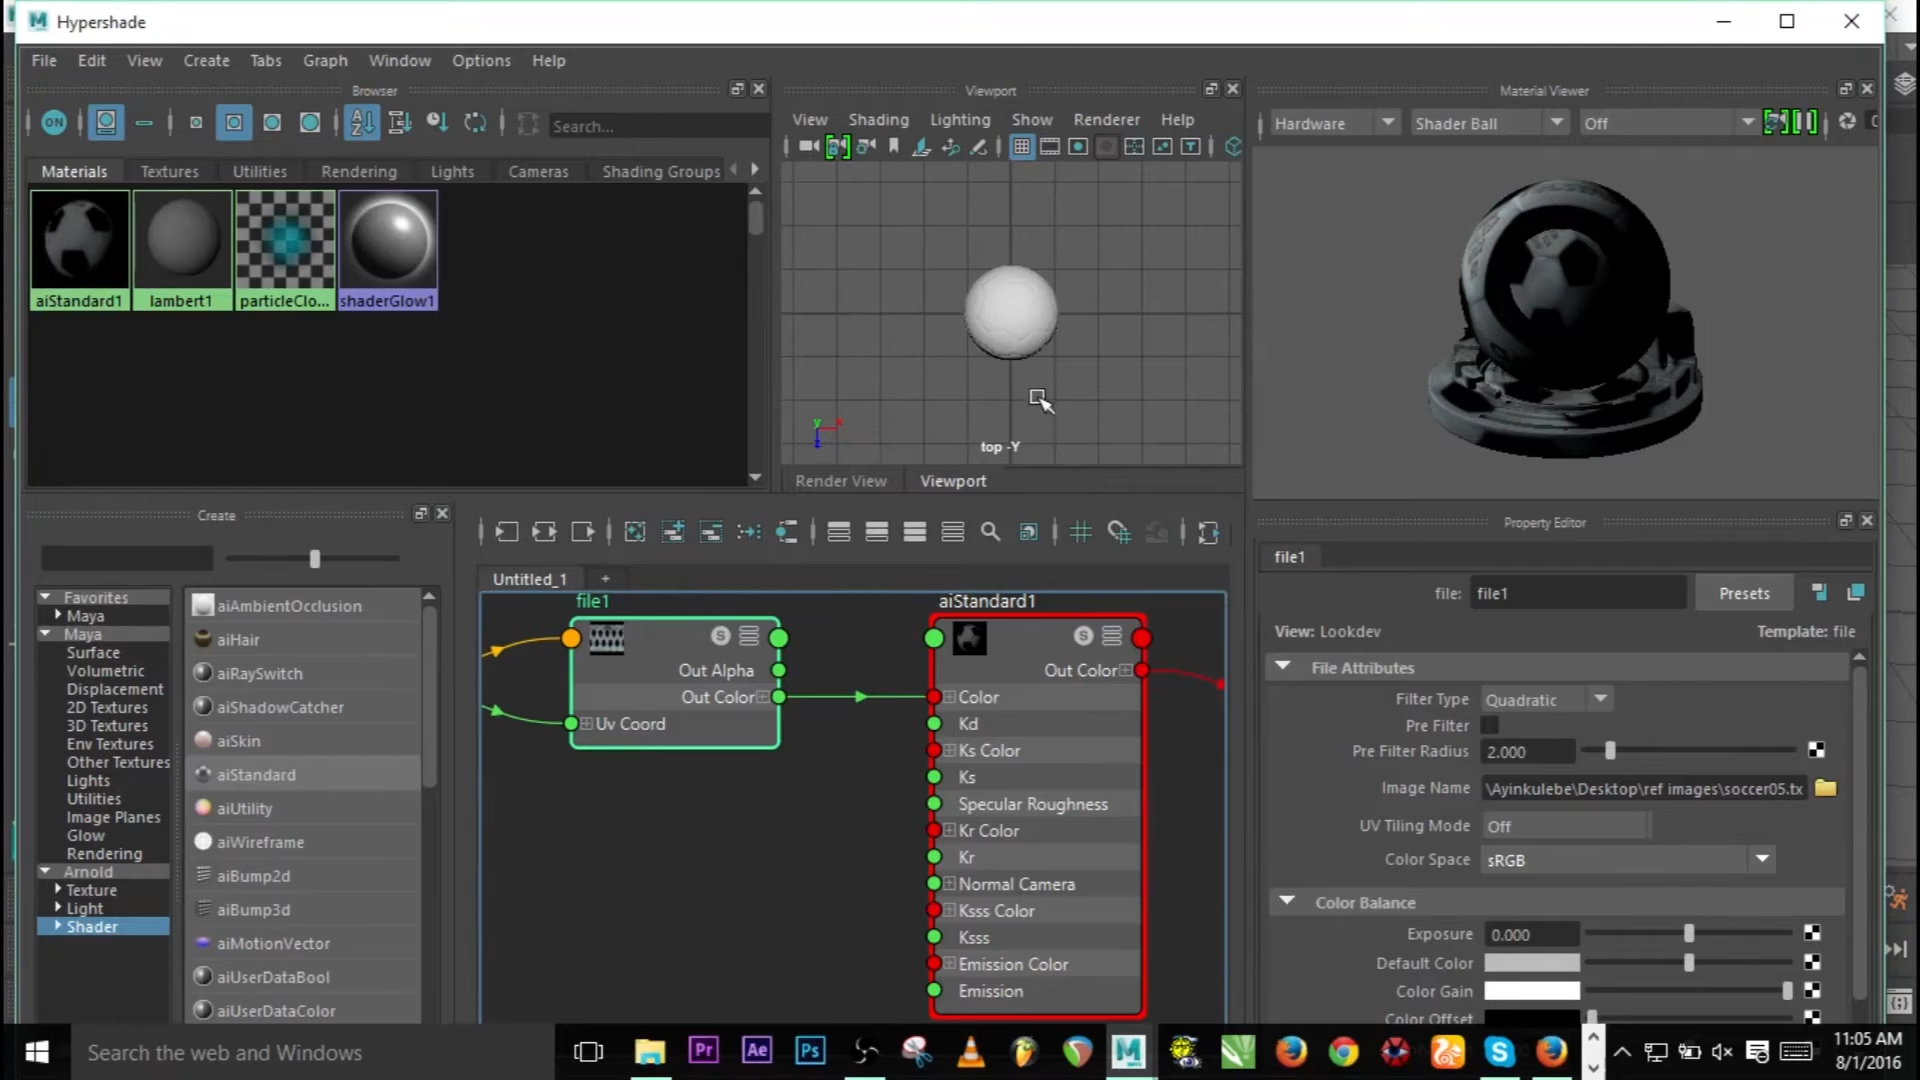 Hypershade
File Edit View Create Tabs Graph Window Options Help
Browser
ON
Search...
Materials Textures Utilities Rendering Lights Cameras Shading Groups
aiStandard1 lambert1 particleClo... shaderGlow1
Viewport
View Shading Lighting Show Renderer Help
top -Y
Render View Viewport
Material Viewer
Hardware Shader Ball Off
Create
Favorites
Maya
Maya
Surface
Volumetric
Displacement
2D Textures
3D Textures
Env Textures
Other Textures
Lights
Utilities
Image Planes
Glow
Rendering
Arnold
Texture
Light
Shader
aiAmbientOcclusion
aiHair
aiRaySwitch
aiShadowCatcher
aiSkin
aiStandard
aiUtility
aiWireframe
aiBump2d
aiBump3d
aiMotionVector
aiUserDataBool
aiUserDataColor
Untitled_1 +
file1
Out Alpha
Out Color
Uv Coord
aiStandard1
Out Color
Color
Kd
Ks Color
Ks
Specular Roughness
Kr Color
Kr
Normal Camera
Ksss Color
Ksss
Emission Color
Emission
Property Editor
file1
file: file1 Presets
View: Lookdev Template: file
File Attributes
Filter Type Quadratic
Pre Filter
Pre Filter Radius 2.000
Image Name \Ayinkulebe\Desktop\ref images\soccer05.tx
UV Tiling Mode Off
Color Space sRGB
Color Balance
Exposure 0.000
Default Color
Color Gain
Color Offset
Search the web and Windows
Pr Ae Ps
11:05 AM
8/1/2016